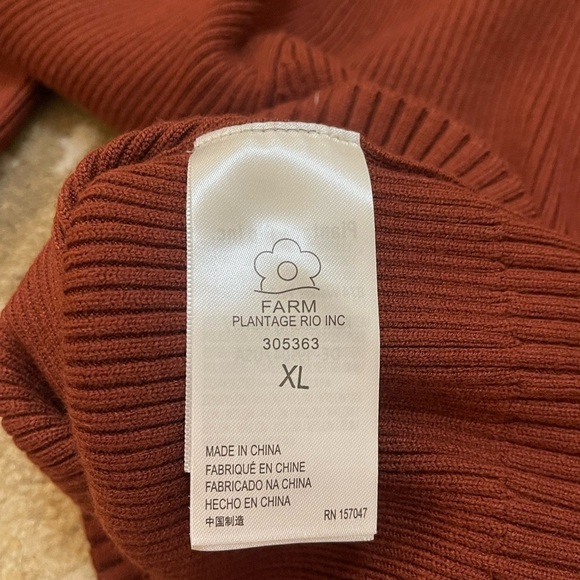 FARM
PLANTAGE RIO INC
305363
XL
MADE IN CHINA
FABRIQUÉ EN CHINE
FABRICADO NA CHINA
HECHO EN CHINA
中国制造
RN 157047